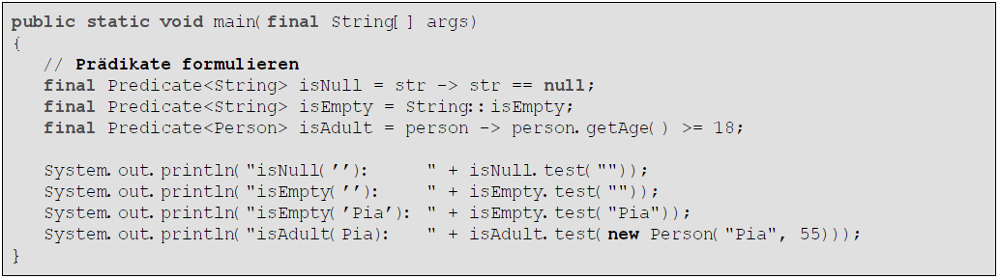 public static void main(final String[] args)
{
// Prädikate formulieren
final Predicate<String> isNull = str -> str == null;
final Predicate<String> isEmpty = String::isEmpty;
final Predicate<Person> isAdult = person -> person.getAge() >= 18;
System.out.println("isNull(’’):      " + isNull.test(""));
System.out.println("isEmpty(’’):     " + isEmpty.test(""));
System.out.println("isEmpty(’Pia’):  " + isEmpty.test("Pia"));
System.out.println("isAdult(Pia):    " + isAdult.test(new Person("Pia", 55)));
}